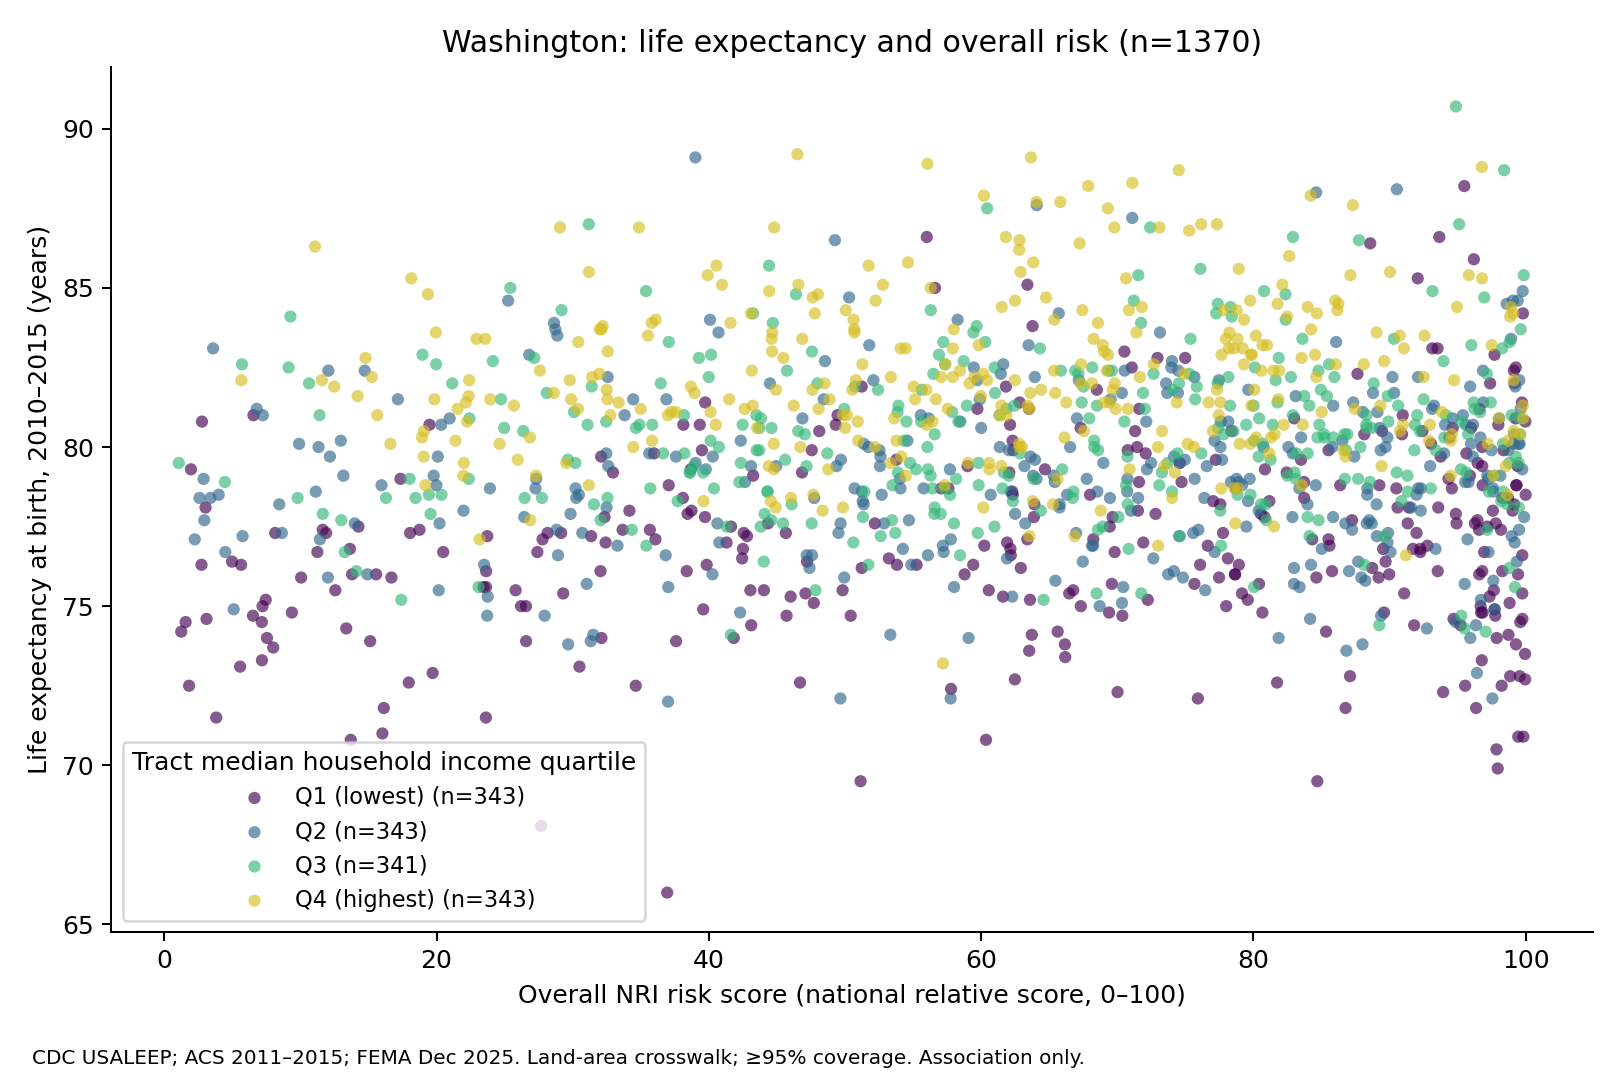 Washington: life expectancy and overall risk (n=1370)
Life expectancy at birth, 2010–2015 (years)
90
85
80
75
70
65
Tract median household income quartile
Q1 (lowest) (n=343)
Q2 (n=343)
Q3 (n=341)
Q4 (highest) (n=343)
0 20 40 60 80 100
Overall NRI risk score (national relative score, 0–100)
CDC USALEEP; ACS 2011–2015; FEMA Dec 2025. Land-area crosswalk; ≥95% coverage. Association only.